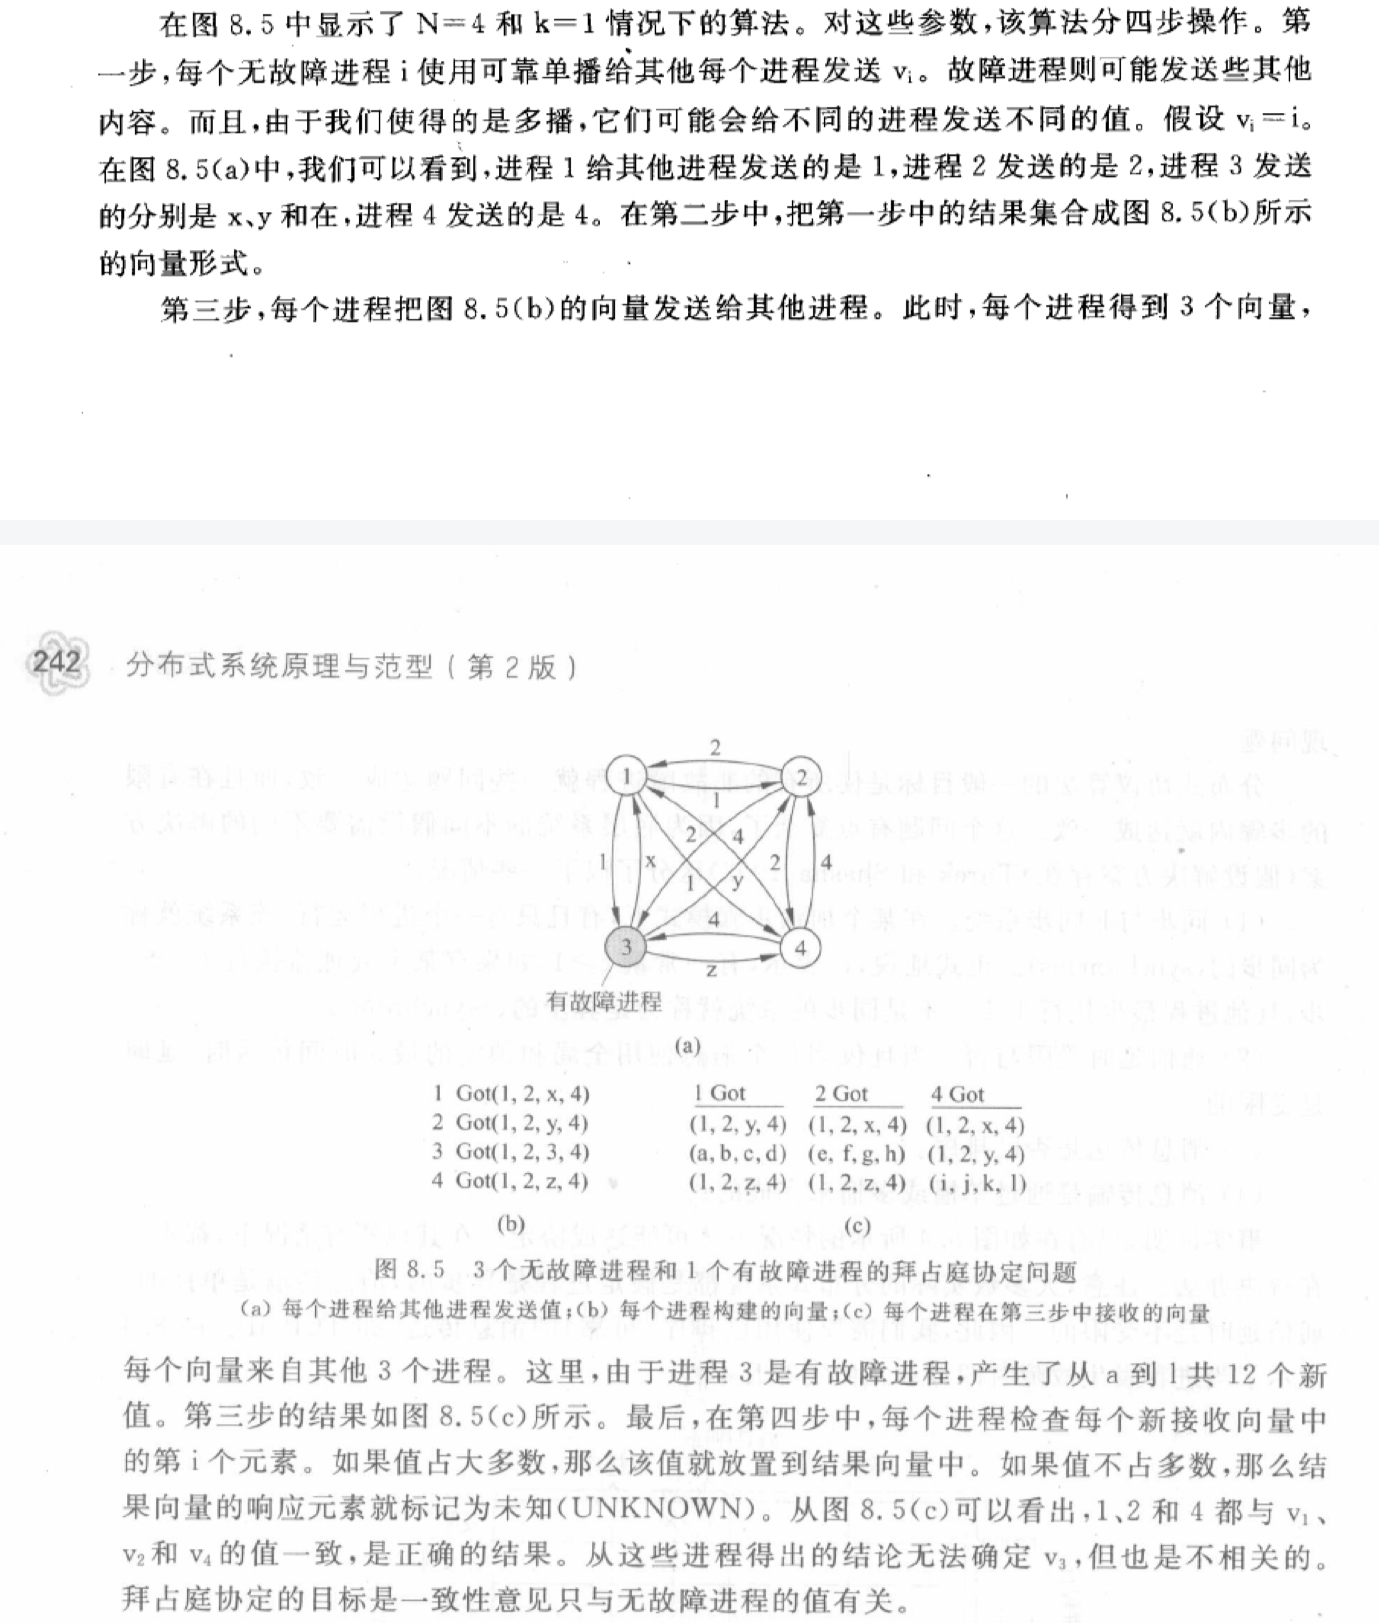 在图 8.5 中显示了 N=4 和 k=1 情况下的算法。对这些参数,该算法分四步操作。第
一步,每个无故障进程 i 使用可靠单播给其他每个进程发送 vᵢ。故障进程则可能发送些其他
内容。而且,由于我们使得的是多播,它们可能会给不同的进程发送不同的值。假设 vᵢ=i。
在图 8.5(a)中,我们可以看到,进程 1 给其他进程发送的是 1,进程 2 发送的是 2,进程 3 发送
的分别是 x、y 和在,进程 4 发送的是 4。在第二步中,把第一步中的结果集合成图 8.5(b)所示
的向量形式。
第三步,每个进程把图 8.5(b)的向量发送给其他进程。此时,每个进程得到 3 个向量,
242 分布式系统原理与范型(第 2 版)
2
1 2
1
2 4
1 x 2 4
1 y
4
3 4
z
有故障进程
(a)
1 Got(1, 2, x, 4) 1 Got 2 Got 4 Got
2 Got(1, 2, y, 4) (1, 2, y, 4) (1, 2, x, 4) (1, 2, x, 4)
3 Got(1, 2, 3, 4) (a, b, c, d) (e, f, g, h) (1, 2, y, 4)
4 Got(1, 2, z, 4) (1, 2, z, 4) (1, 2, z, 4) (i, j, k, l)
(b) (c)
图 8.5 3 个无故障进程和 1 个有故障进程的拜占庭协定问题
(a) 每个进程给其他进程发送值;(b) 每个进程构建的向量;(c) 每个进程在第三步中接收的向量
每个向量来自其他 3 个进程。这里,由于进程 3 是有故障进程,产生了从 a 到 l 共 12 个新
值。第三步的结果如图 8.5(c)所示。最后,在第四步中,每个进程检查每个新接收向量中
的第 i 个元素。如果值占大多数,那么该值就放置到结果向量中。如果值不占多数,那么结
果向量的响应元素就标记为未知(UNKNOWN)。从图 8.5(c)可以看出,1、2 和 4 都与 v₁、
v₂ 和 v₄ 的值一致,是正确的结果。从这些进程得出的结论无法确定 v₃,但也是不相关的。
拜占庭协定的目标是一致性意见只与无故障进程的值有关。